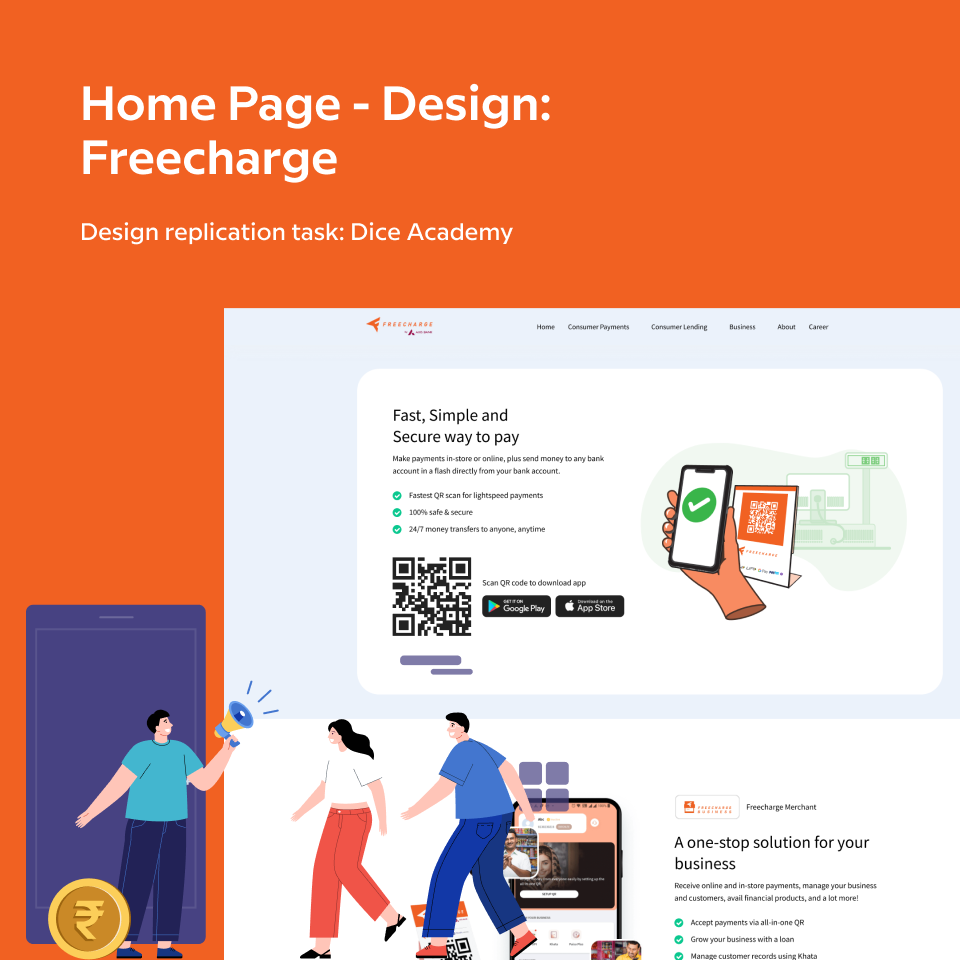 Home Page - Design:
Freecharge
Design replication task: Dice Academy
FREECHARGE
Home Consumer Payments Consumer Lending Business About Career
Fast, Simple and
Secure way to pay
Make payments in-store or online, plus send money to any bank
account in a flash directly from your bank account.
Fastest QR scan for lightspeed payments
100% safe & secure
24/7 money transfers to anyone, anytime
Scan QR code to download app
GET IT ON
Google Play
Download on the
App Store
FREECHARGE
FREECHARGE
BUSINESS
Freecharge Merchant
A one-stop solution for your
business
Receive online and in-store payments, manage your business
and customers, avail financial products, and a lot more!
Accept payments via all-in-one QR
Grow your business with a loan
Manage customer records using Khata